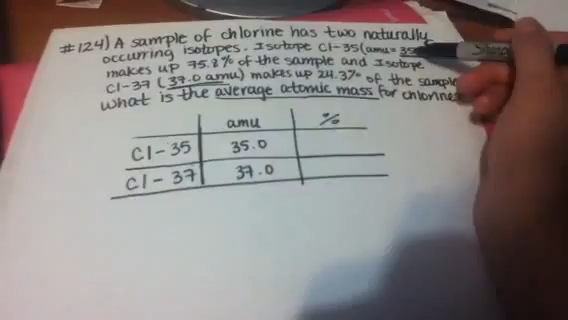 #124) A sample of chlorine has two naturally
occurring isotopes. Isotope Cl-35 (amu=
makes up 75.8% of the sample and Isotope
Cl-37 (37.0 amu) makes up 24.3% of the sample
What is the average atomic mass for chlorine
amu %
Cl-35 35.0
Cl-37 37.0